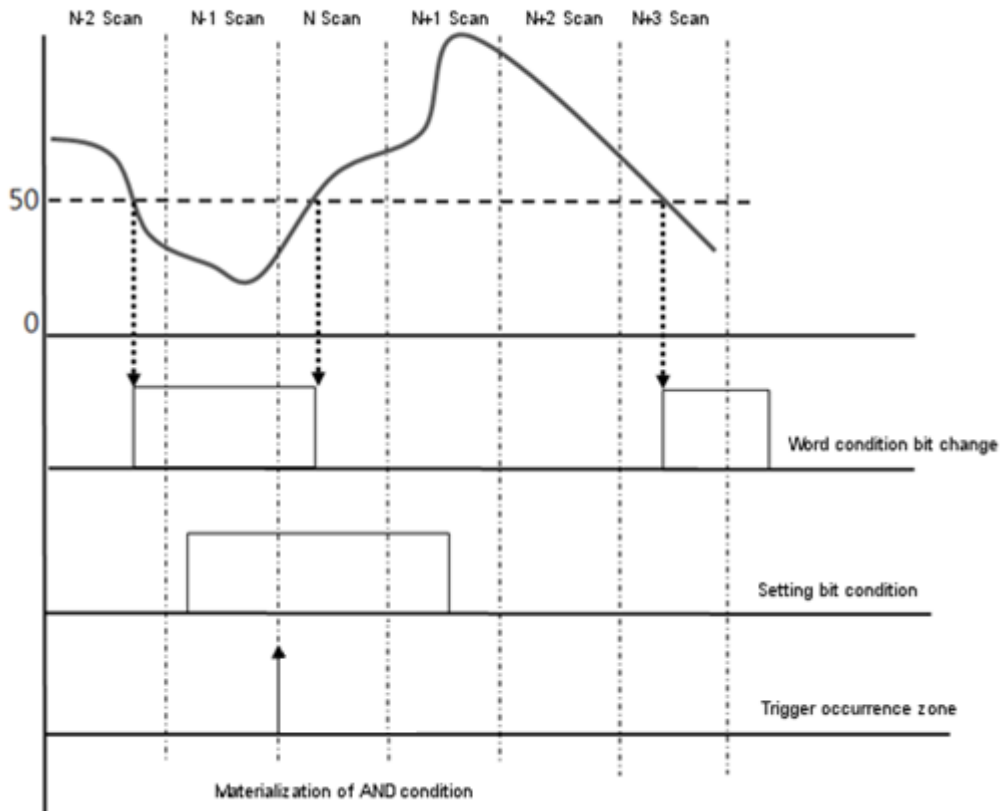 N-2 Scan N-1 Scan N Scan N+1 Scan N+2 Scan N+3 Scan
50
0
Word condition bit change
Setting bit condition
Trigger occurrence zone
Materialization of AND condition